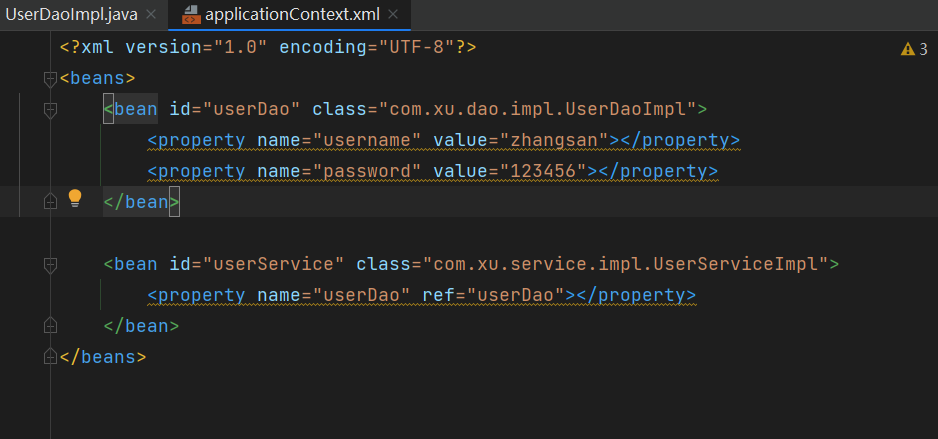 UserDaoImpl.java × applicationContext.xml ×
<?xml version="1.0" encoding="UTF-8"?> 3
<beans>
<bean id="userDao" class="com.xu.dao.impl.UserDaoImpl">
<property name="username" value="zhangsan"></property>
<property name="password" value="123456"></property>
</bean>
<bean id="userService" class="com.xu.service.impl.UserServiceImpl">
<property name="userDao" ref="userDao"></property>
</bean>
</beans>